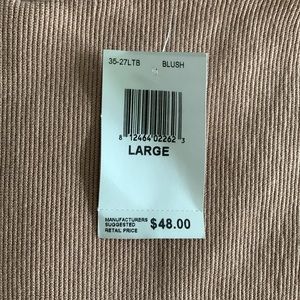 35-27LTB BLUSH
8 12464 02262 3
LARGE
MANUFACTURERS
SUGGESTED
RETAIL PRICE
$48.00